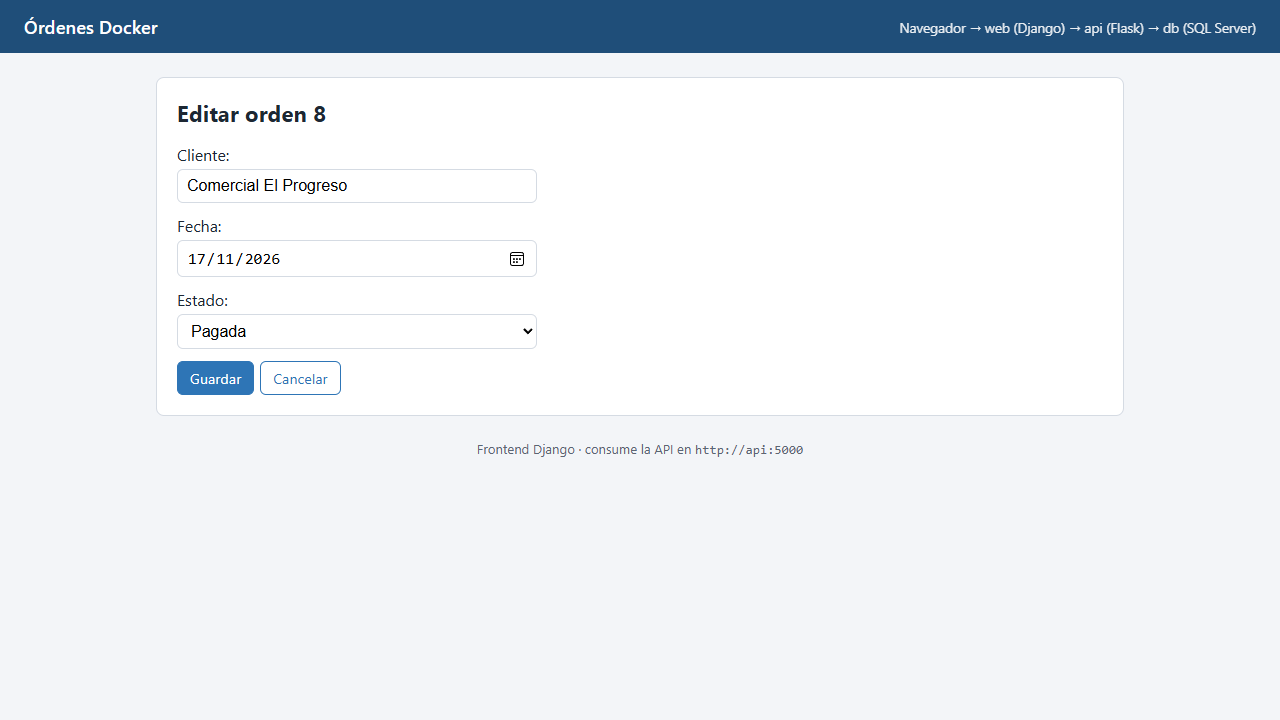 Órdenes Docker
Navegador → web (Django) → api (Flask) → db (SQL Server)
Editar orden 8
Cliente:
Comercial El Progreso
Fecha:
17/11/2026
Estado:
Pagada
Guardar Cancelar
Frontend Django · consume la API en http://api:5000